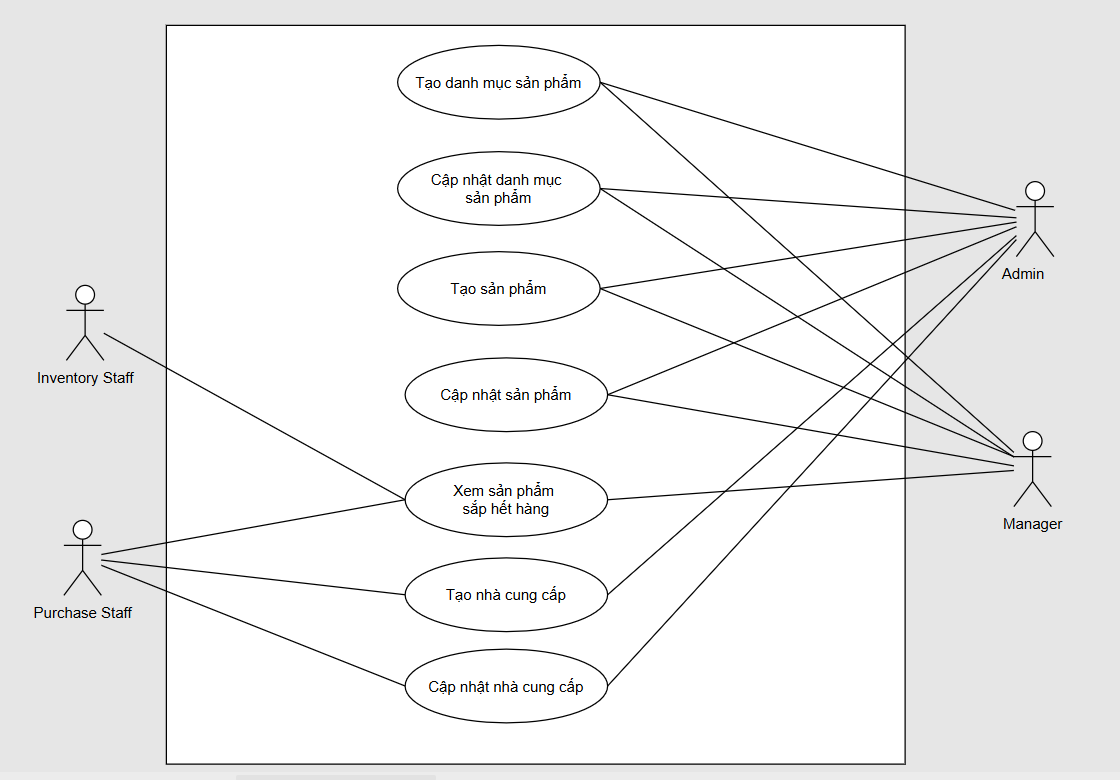 Tạo danh mục sản phẩm
Cập nhật danh mục
sản phẩm
Tạo sản phẩm
Cập nhật sản phẩm
Xem sản phẩm
sắp hết hàng
Tạo nhà cung cấp
Cập nhật nhà cung cấp
Inventory Staff
Purchase Staff
Admin
Manager